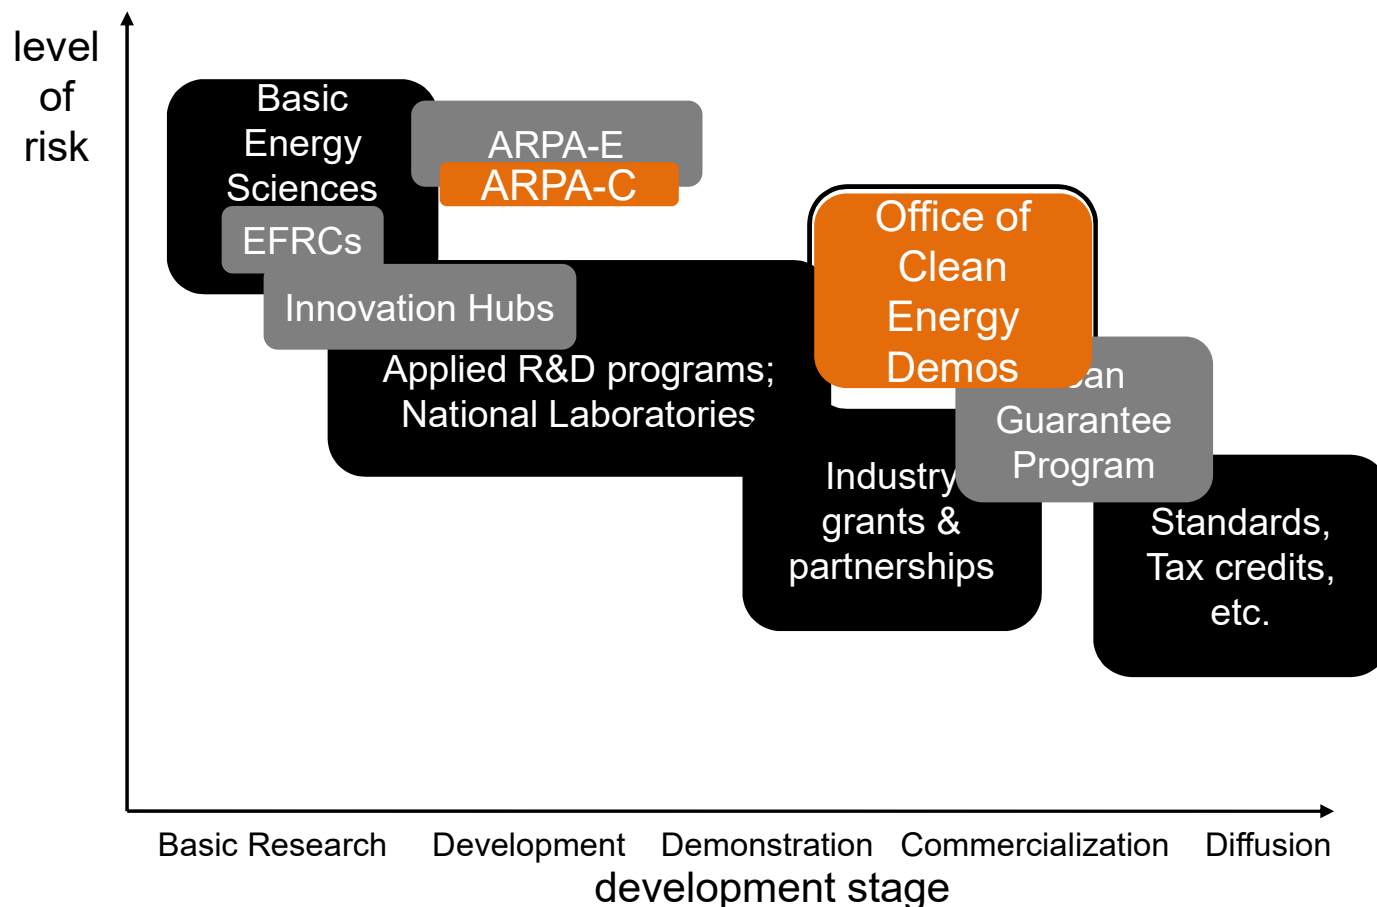 level
of
risk
Basic
Energy
Sciences
EFRCs
ARPA-E
ARPA-C
Innovation Hubs
Applied R&D programs;
National Laboratories
Office of
Clean
Energy
Demos
Guarantee
Program
Industry
grants &
partnerships
Standards,
Tax credits,
etc.
Basic Research Development Demonstration Commercialization Diffusion
development stage